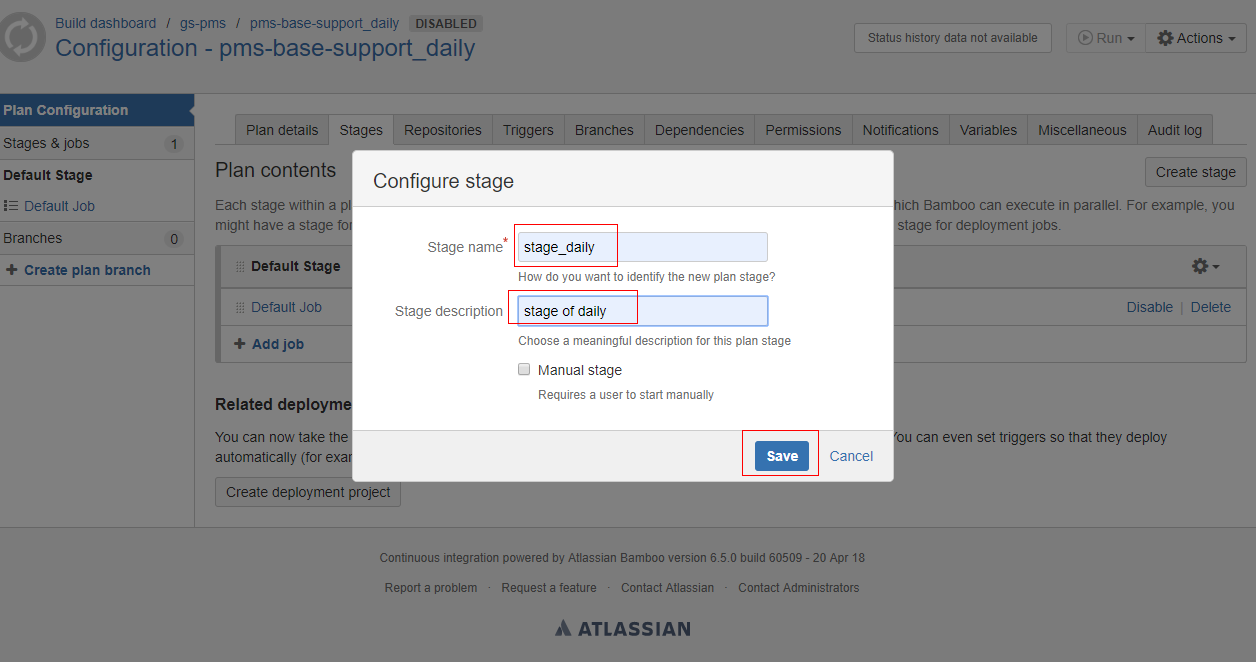 Build dashboard / gs-pms / pms-base-support_daily DISABLED
Configuration - pms-base-support_daily
Status history data not available
Run
Actions
Plan Configuration
Stages & jobs 1
Default Stage
Default Job
Branches 0
Create plan branch
Plan details Stages Repositories Triggers Branches Dependencies Permissions Notifications Variables Miscellaneous Audit log
Plan contents
Create stage
Each stage within a pl
hich Bamboo can execute in parallel. For example, you
might have a stage for
stage for deployment jobs.
Default Stage
Default Job
Disable | Delete
Add job
Related deployme
You can now take the
You can even set triggers so that they deploy
automatically (for exam
Create deployment project
Configure stage
Stage name* stage_daily
How do you want to identify the new plan stage?
Stage description stage of daily
Choose a meaningful description for this plan stage
Manual stage
Requires a user to start manually
Save Cancel
Continuous integration powered by Atlassian Bamboo version 6.5.0 build 60509 - 20 Apr 18
Report a problem · Request a feature · Contact Atlassian · Contact Administrators
ATLASSIAN